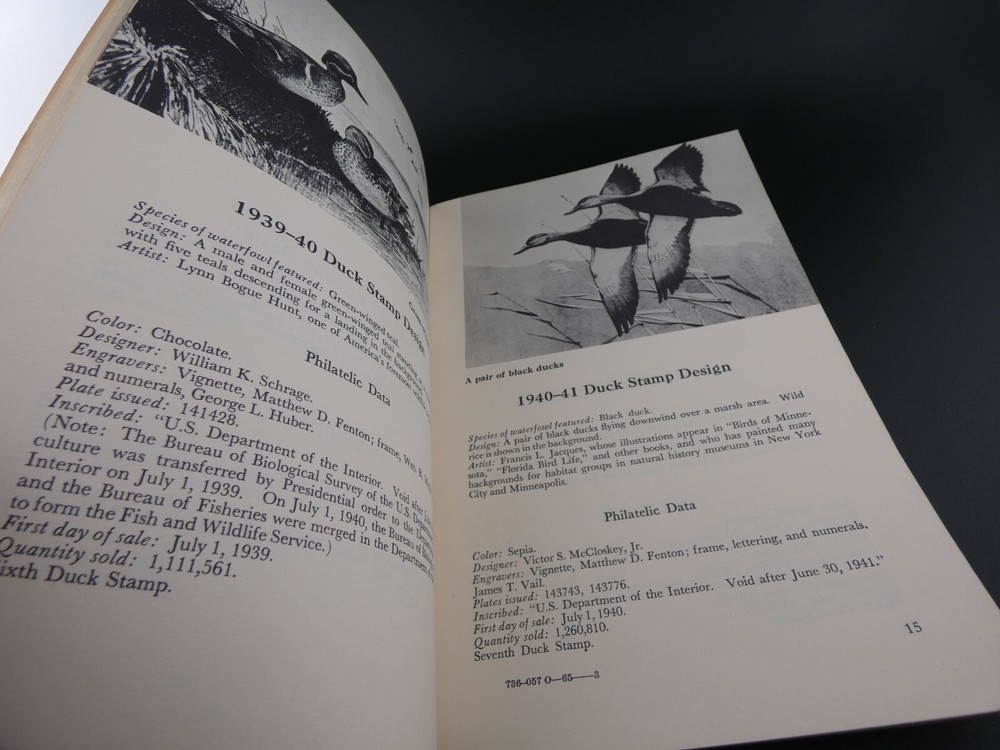 1939–40 Duck Stamp Design
Species of waterfowl featured: Green-winged teal.
Design: A male and female green-winged teal standing
with five teals descending for a landing in the background.
Artist: Lynn Bogue Hunt, one of America's foremost
Philatelic Data
Color: Chocolate.
Designer: William K. Schrage.
Engravers: Vignette, Matthew D. Fenton; frame, Wm. B.
and numerals, George L. Huber.
Plate issued: 141428.
Inscribed: "U.S. Department of the Interior. Void after
(Note: The Bureau of Biological Survey of the U.S.
culture was transferred by Presidential order to the
Interior on July 1, 1939. On July 1, 1940, the Bureau of
and the Bureau of Fisheries were merged in the Department of
to form the Fish and Wildlife Service.)
First day of sale: July 1, 1939.
Quantity sold: 1,111,561.
ixth Duck Stamp.
A pair of black ducks
1940–41 Duck Stamp Design
Species of waterfowl featured: Black duck.
Design: A pair of black ducks flying downwind over a marsh area. Wild
rice is shown in the background.
Artist: Francis L. Jacques, whose illustrations appear in "Birds of Minne-
sota," "Florida Bird Life," and other books, and who has painted many
backgrounds for habitat groups in natural history museums in New York
City and Minneapolis.
Philatelic Data
Color: Sepia.
Designer: Victor S. McCloskey, Jr.
Engravers: Vignette, Matthew D. Fenton; frame, lettering, and numerals,
James T. Vail.
Plates issued: 143743, 143776.
Inscribed: "U.S. Department of the Interior. Void after June 30, 1941."
First day of sale: July 1, 1940.
Quantity sold: 1,260,810.
Seventh Duck Stamp.
15
736–057 O—65——3